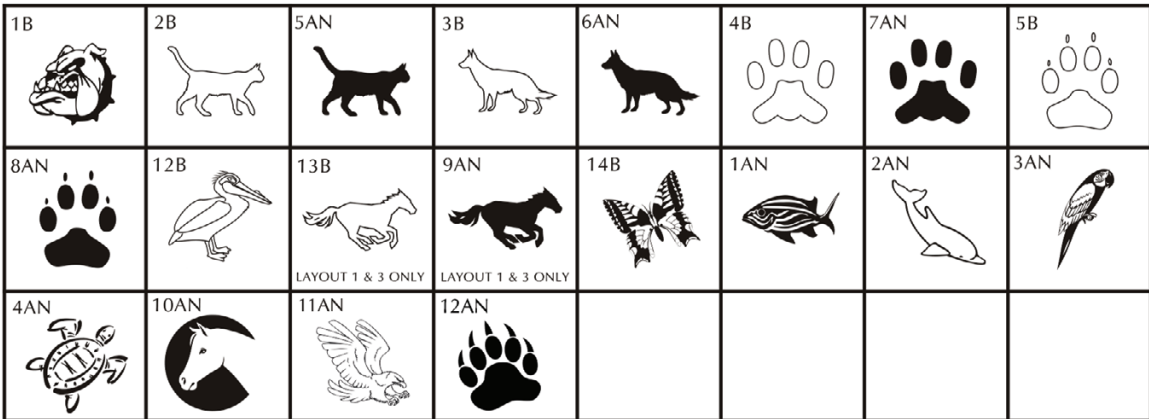 1B
2B
5AN
3B
6AN
4B
7AN
5B
8AN
12B
13B
9AN
14B
1AN
2AN
3AN
LAYOUT 1 & 3 ONLY
LAYOUT 1 & 3 ONLY
4AN
10AN
11AN
12AN